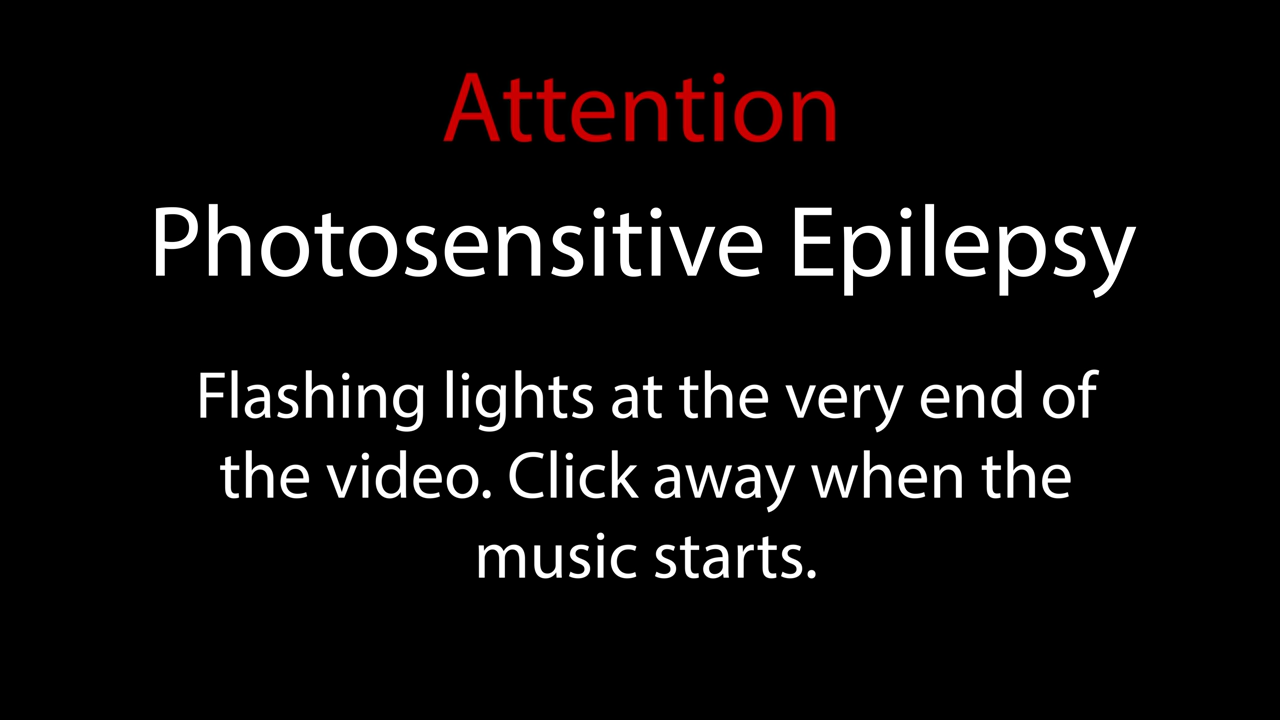 Attention
Photosensitive Epilepsy
Flashing lights at the very end of
the video. Click away when the
music starts.